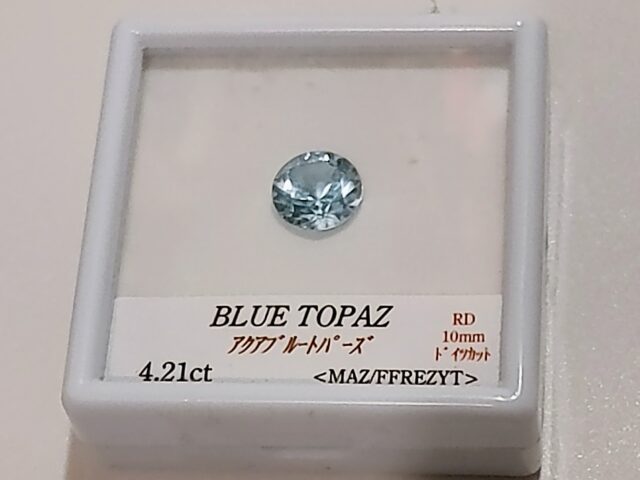 BLUE TOPAZ
アクアブルートパーズ
RD
10mm
ドイツカット
4.21ct
<MAZ/FFREZYT>